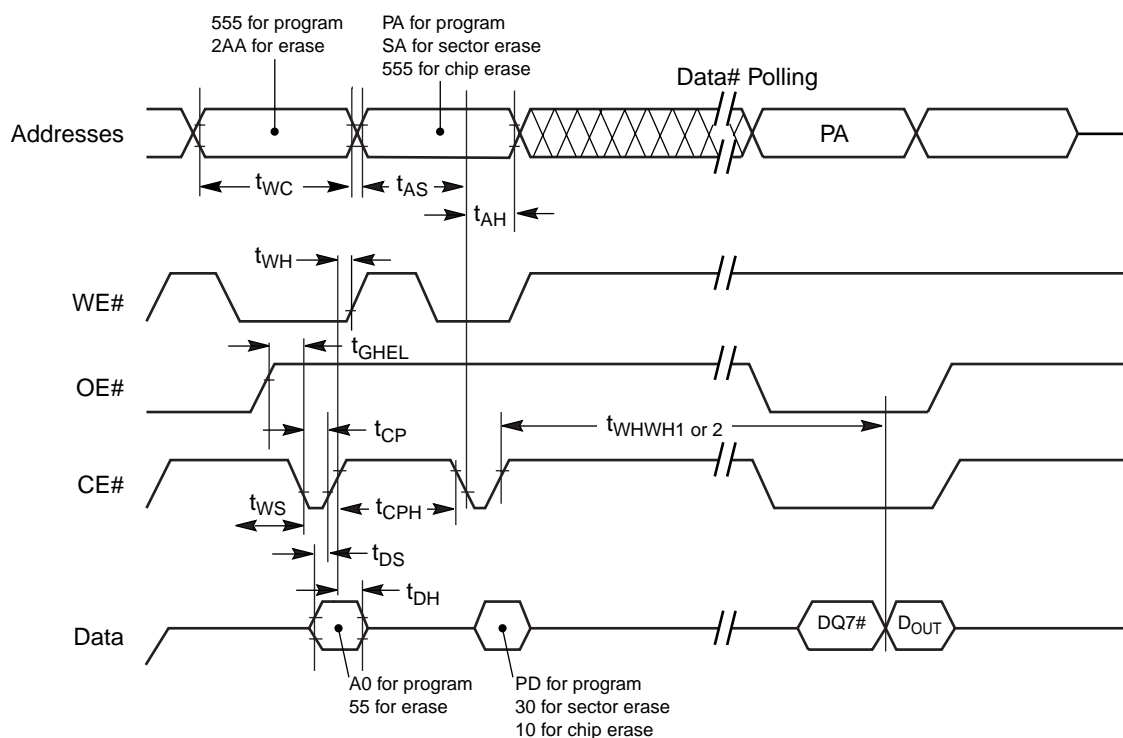 555 for program
2AA for erase
PA for program
SA for sector erase
555 for chip erase
Data# Polling
Addresses
PA
tWC
tAS
tAH
tWH
WE#
tGHEL
OE#
tWHWH1 or 2
tCP
CE#
tWS
tCPH
tDS
tDH
Data
DQ7#
DOUT
A0 for program
55 for erase
PD for program
30 for sector erase
10 for chip erase